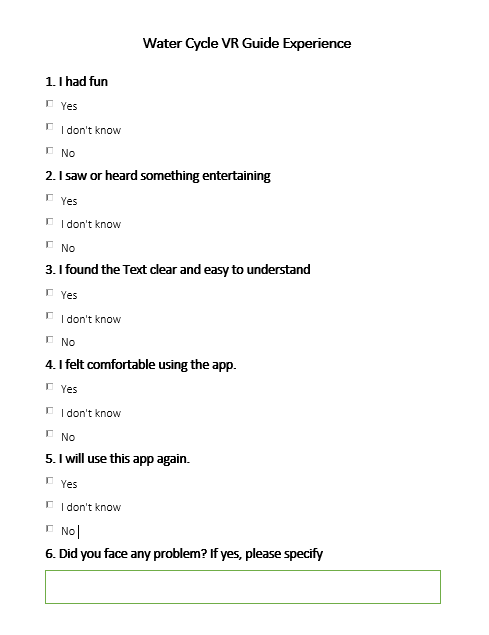 Water Cycle VR Guide Experience
1. I had fun
Yes
I don't know
No
2. I saw or heard something entertaining
Yes
I don't know
No
3. I found the Text clear and easy to understand
Yes
I don't know
No
4. I felt comfortable using the app.
Yes
I don't know
No
5. I will use this app again.
Yes
I don't know
No
6. Did you face any problem? If yes, please specify